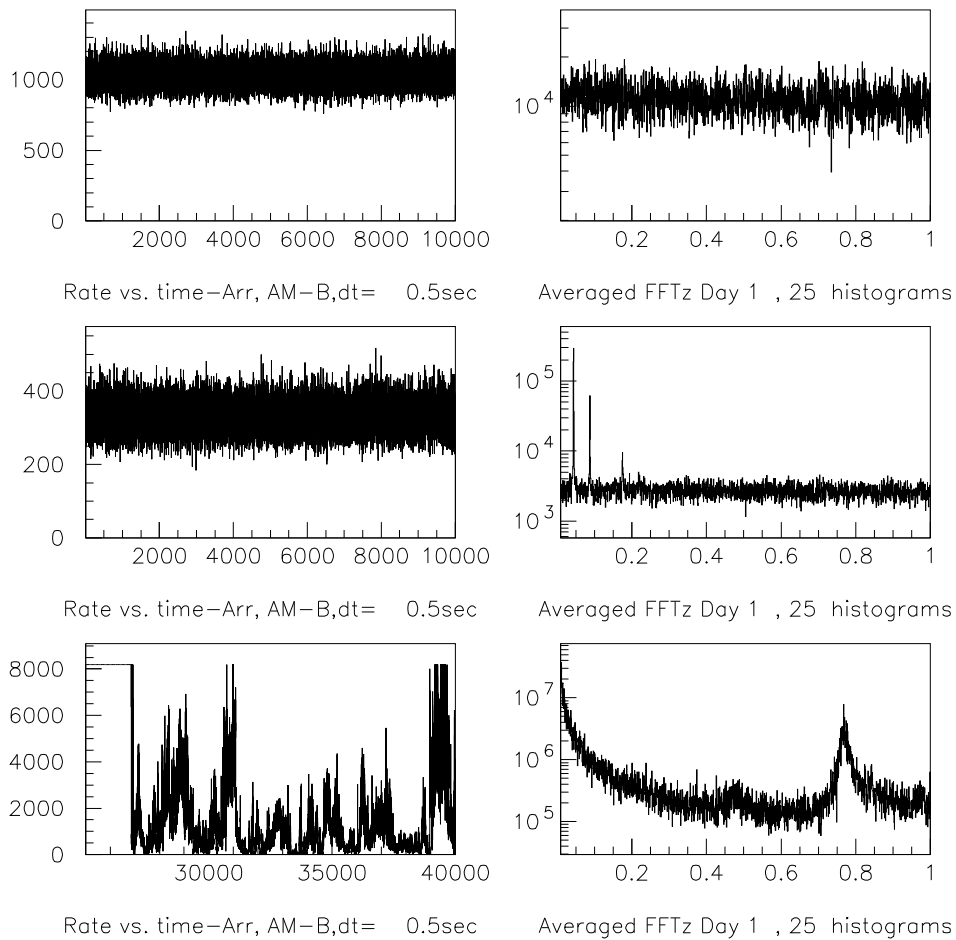 1000
500
0
2000 4000 6000 8000 10000
Rate vs. time-Arr, AM-B,dt= 0.5sec
10^4
0.2 0.4 0.6 0.8 1
Averaged FFTz Day 1 , 25 histograms
400
200
0
2000 4000 6000 8000 10000
Rate vs. time-Arr, AM-B,dt= 0.5sec
10^5
10^4
10^3
0.2 0.4 0.6 0.8 1
Averaged FFTz Day 1 , 25 histograms
8000
6000
4000
2000
0
30000 35000 40000
Rate vs. time-Arr, AM-B,dt= 0.5sec
10^7
10^6
10^5
0.2 0.4 0.6 0.8 1
Averaged FFTz Day 1 , 25 histograms